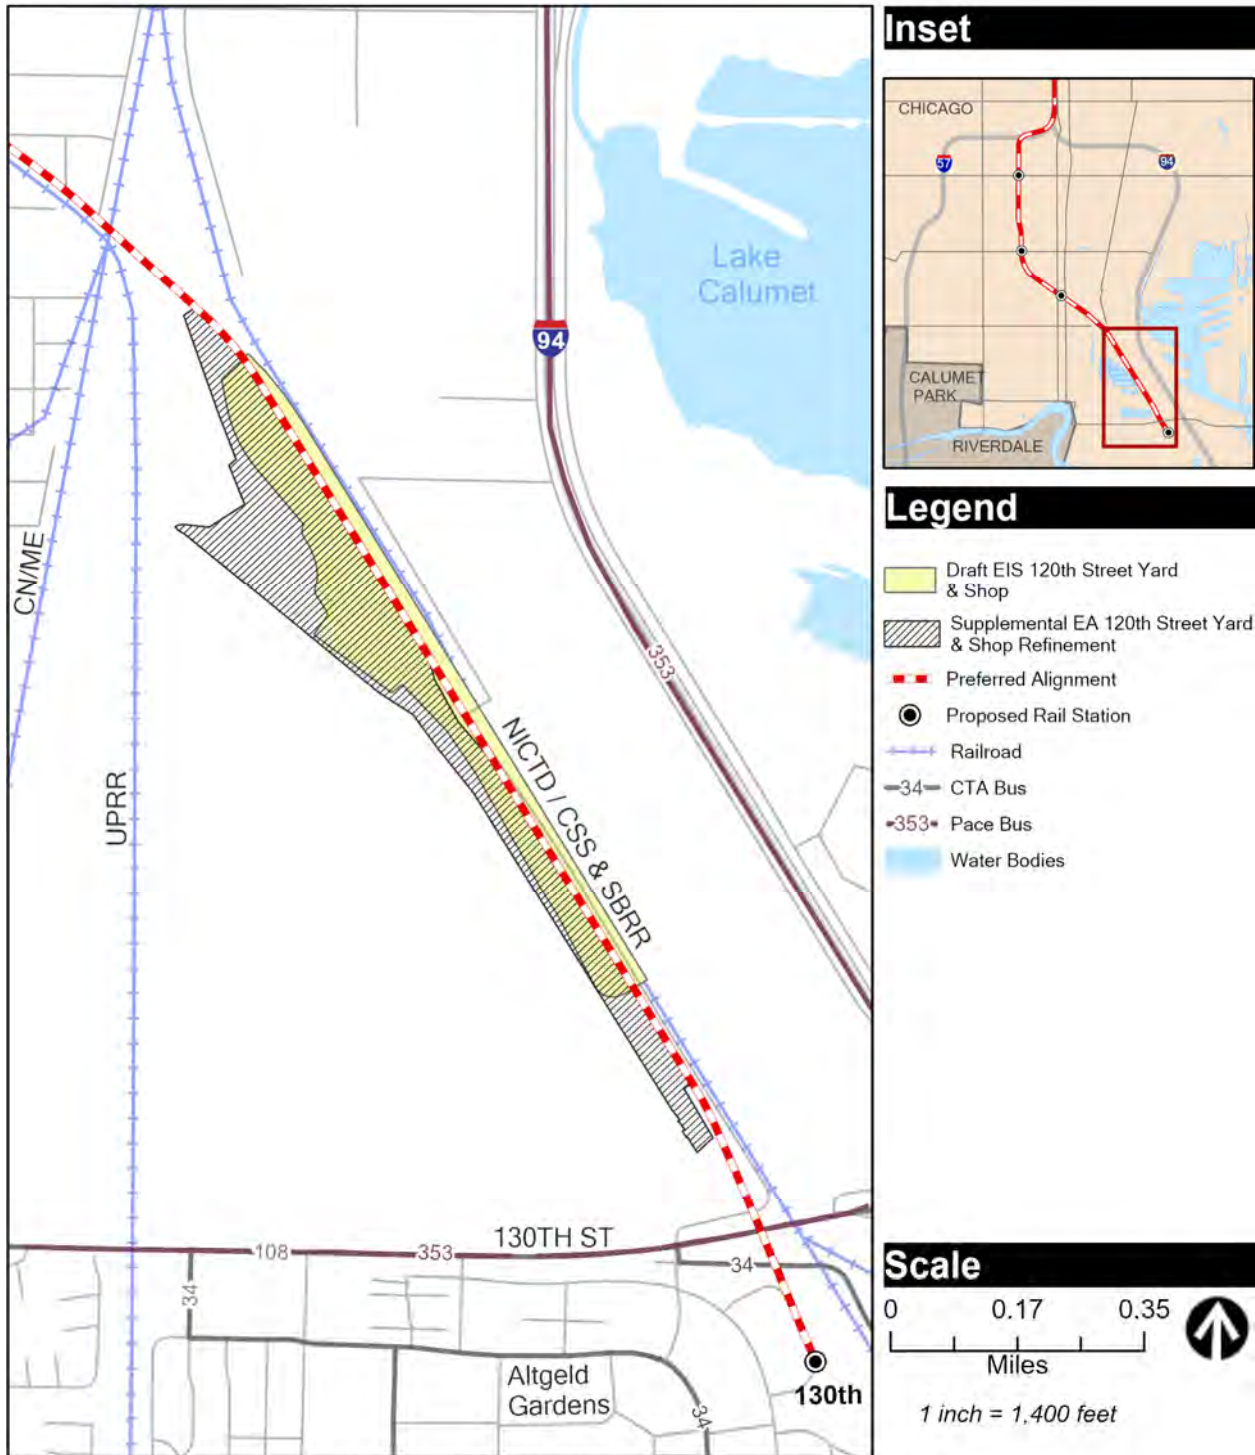 Lake
Calumet
94
CN/ME
UPRR
353
NICTD / CSS & SBRR
130TH ST
108
353
34
34
34
Altgeld
Gardens
130th
Inset
CHICAGO
57
94
CALUMET
PARK
RIVERDALE
Legend
Draft EIS 120th Street Yard
& Shop
Supplemental EA 120th Street Yard
& Shop Refinement
Preferred Alignment
Proposed Rail Station
Railroad
34 CTA Bus
353 Pace Bus
Water Bodies
Scale
0 0.17 0.35
Miles
1 inch = 1,400 feet